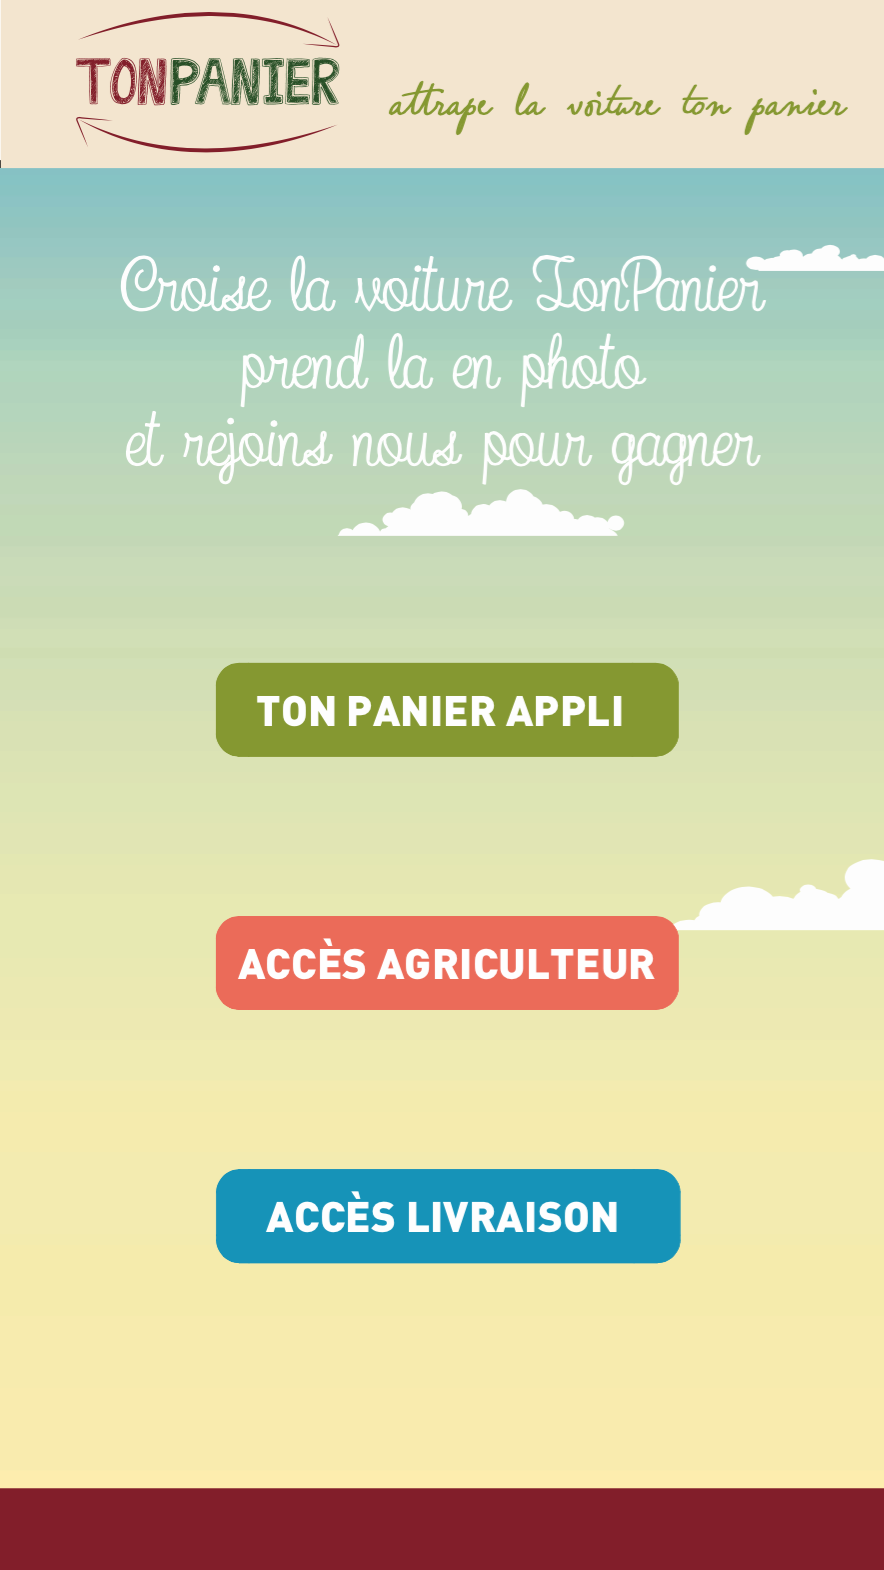 TONPANIER
attrape la voiture ton panier
Croise la voiture TonPanier
prend la en photo
et rejoins nous pour gagner
TON PANIER APPLI
ACCÈS AGRICULTEUR
ACCÈS LIVRAISON